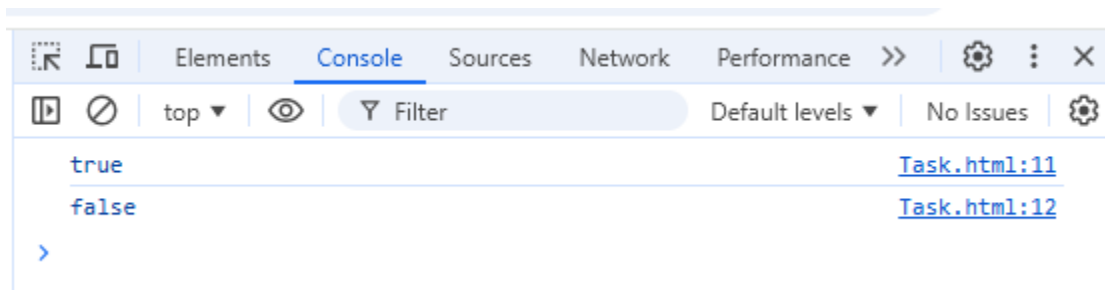 Elements Console Sources Network Performance
top Filter Default levels No Issues
true Task.html:11
false Task.html:12